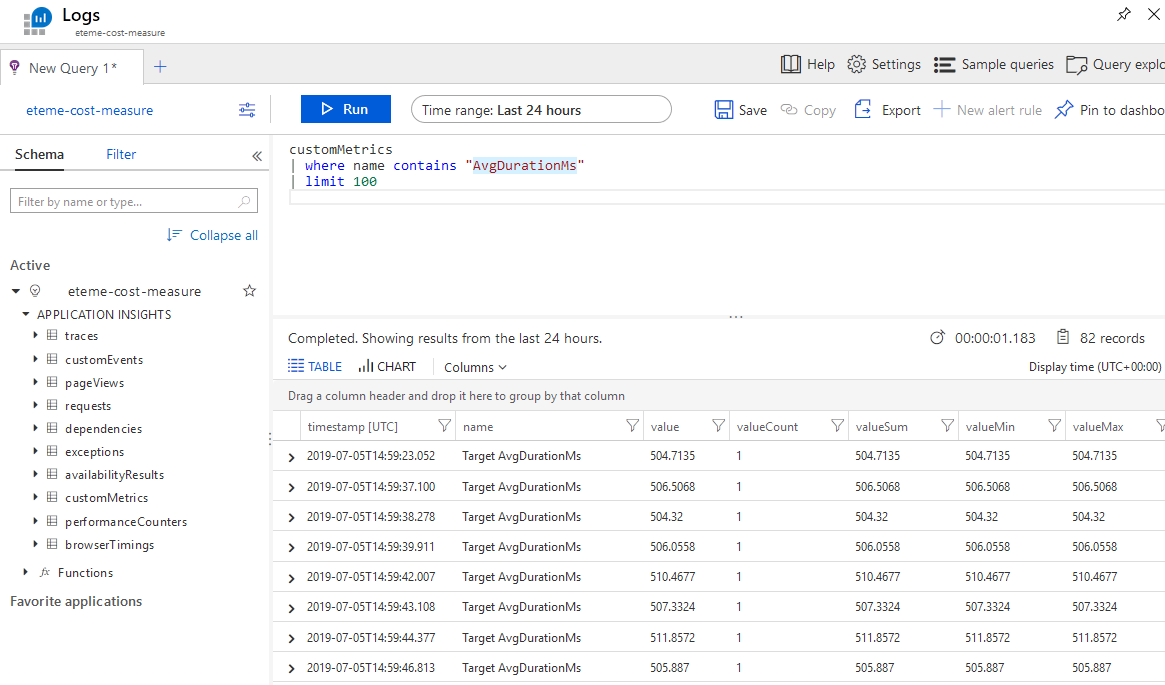 Logs
eteme-cost-measure
New Query 1*
Help
Settings
Sample queries
Query explo
eteme-cost-measure
Run
Time range: Last 24 hours
Save
Copy
Export
New alert rule
Pin to dashbo
Schema
Filter
customMetrics
| where name contains "AvgDurationMs"
| limit 100
Filter by name or type...
Collapse all
Active
eteme-cost-measure
APPLICATION INSIGHTS
traces
customEvents
pageViews
requests
dependencies
exceptions
availabilityResults
customMetrics
performanceCounters
browserTimings
fx Functions
Favorite applications
Completed. Showing results from the last 24 hours.
00:00:01.183
82 records
TABLE
CHART
Columns
Display time (UTC+00:00)
Drag a column header and drop it here to group by that column
timestamp [UTC] name value valueCount valueSum valueMin valueMax
2019-07-05T14:59:23.052 Target AvgDurationMs 504.7135 1 504.7135 504.7135 504.7135
2019-07-05T14:59:37.100 Target AvgDurationMs 506.5068 1 506.5068 506.5068 506.5068
2019-07-05T14:59:38.278 Target AvgDurationMs 504.32 1 504.32 504.32 504.32
2019-07-05T14:59:39.911 Target AvgDurationMs 506.0558 1 506.0558 506.0558 506.0558
2019-07-05T14:59:42.007 Target AvgDurationMs 510.4677 1 510.4677 510.4677 510.4677
2019-07-05T14:59:43.108 Target AvgDurationMs 507.3324 1 507.3324 507.3324 507.3324
2019-07-05T14:59:44.377 Target AvgDurationMs 511.8572 1 511.8572 511.8572 511.8572
2019-07-05T14:59:46.813 Target AvgDurationMs 505.887 1 505.887 505.887 505.887